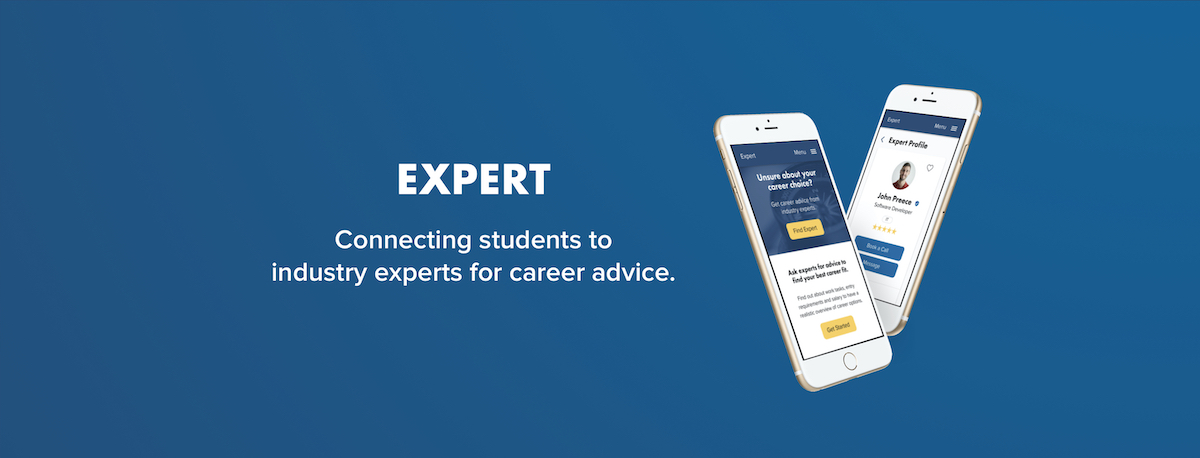 EXPERT
Connecting students to
industry experts for career advice.
Expert
Menu
Unsure about your
career choice?
Get career advice from
industry experts.
Find Expert
Ask experts for advice to
find your best career fit.
Find out about work tasks, entry
requirements and salary to have a
realistic overview of career options.
Get Started
Expert
Menu
Expert Profile
John Preece
Software Developer
Book a Call
Message